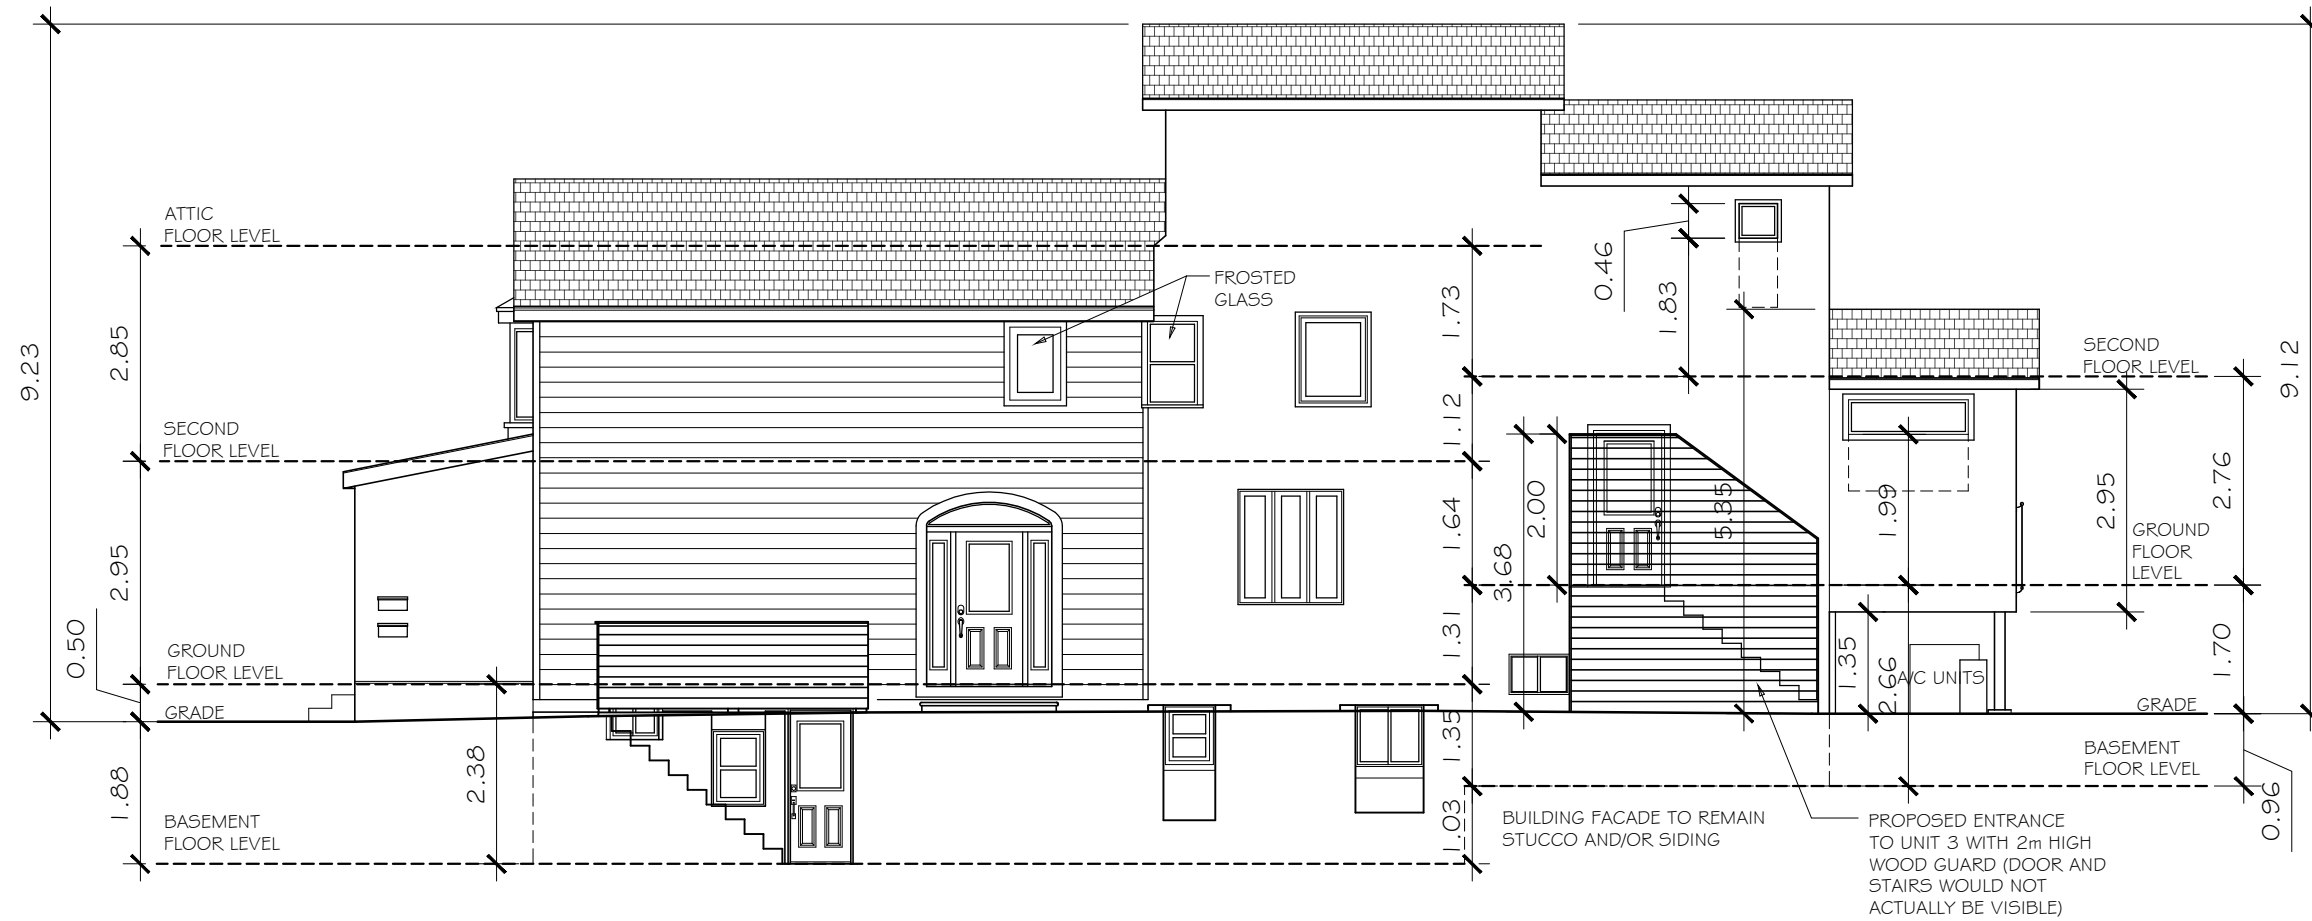 9.23
9.12
ATTIC
FLOOR LEVEL
2.85
SECOND
FLOOR LEVEL
2.95
0.50
GROUND
FLOOR LEVEL
GRADE
1.88
BASEMENT
FLOOR LEVEL
2.38
FROSTED
GLASS
1.73
1.12
1.64
1.31
1.35
1.03
0.46
1.83
3.68
2.00
5.35
1.99
2.66
1.35
A/C UNITS
2.95
SECOND
FLOOR LEVEL
2.76
GROUND
FLOOR
LEVEL
1.70
GRADE
BASEMENT
FLOOR LEVEL
0.96
BUILDING FACADE TO REMAIN
STUCCO AND/OR SIDING
PROPOSED ENTRANCE
TO UNIT 3 WITH 2m HIGH
WOOD GUARD (DOOR AND
STAIRS WOULD NOT
ACTUALLY BE VISIBLE)